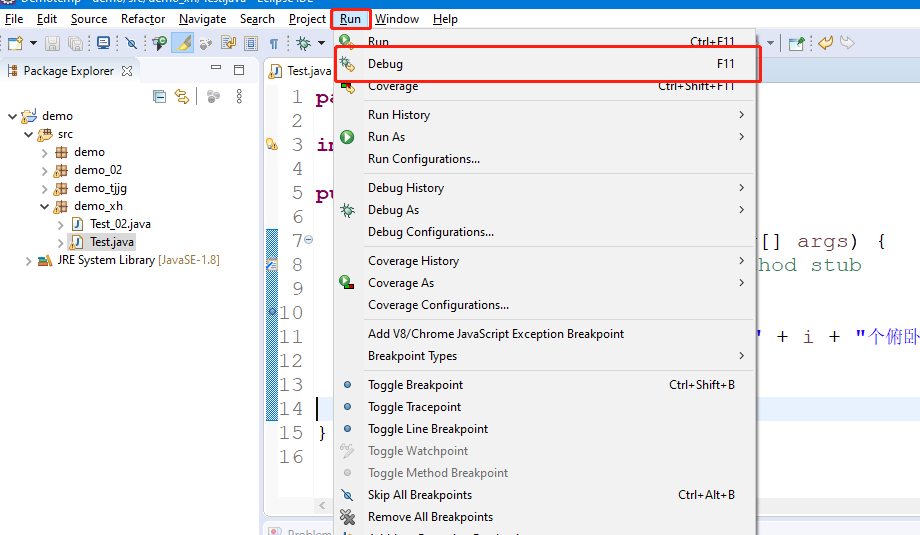 File Edit Source Refactor Navigate Search Project Run Window Help
Package Explorer
demo
src
demo
demo_02
demo_tjjg
demo_xh
Test_02.java
Test.java
JRE System Library [JavaSE-1.8]
Test.java
1
2
3
4
5
6
7
8
9
10
11
12
13
14
15 }
16
[] args) {
hod stub
" + i + "个俯卧
Run Ctrl+F11
Debug F11
Coverage Ctrl+Shift+F11
Run History
Run As
Run Configurations...
Debug History
Debug As
Debug Configurations...
Coverage History
Coverage As
Coverage Configurations...
Add V8/Chrome JavaScript Exception Breakpoint
Breakpoint Types
Toggle Breakpoint Ctrl+Shift+B
Toggle Tracepoint
Toggle Line Breakpoint
Toggle Watchpoint
Toggle Method Breakpoint
Skip All Breakpoints Ctrl+Alt+B
Remove All Breakpoints